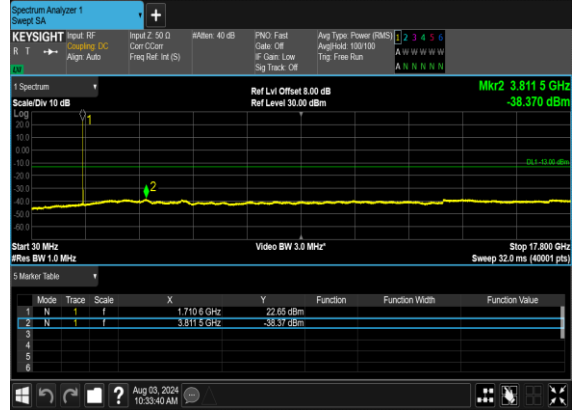 Spectrum Analyzer 1
Swept SA
+
KEYSIGHT Input: RF Input Z: 50 Ω #Atten: 40 dB PNO: Fast Avg Type: Power (RMS) 1 2 3 4 5 6
R T Coupling: DC Corr CCorr Gate: Off Avg|Hold: 100/100 A W W W W W
Align: Auto Freq Ref: Int (S) IF Gain: Low Trig: Free Run
Sig Track: Off A N N N N N
1 Spectrum
Ref Lvl Offset 8.00 dB Mkr2 3.811 5 GHz
Scale/Div 10 dB Ref Level 30.00 dBm -38.370 dBm
Log
20.0
10.0
0.00
-10.0
-20.0
-30.0
-40.0
-50.0
-60.0
1
DL1 -13.00 dBm
2
Start 30 MHz Video BW 3.0 MHz* Stop 17.800 GHz
#Res BW 1.0 MHz Sweep 32.0 ms (40001 pts)
5 Marker Table
Mode Trace Scale X Y Function Function Width Function Value
1 N 1 f 1.710 6 GHz 22.65 dBm
2 N 1 f 3.811 5 GHz -38.37 dBm
3
4
5
6
? Aug 03, 2024
10:33:40 AM